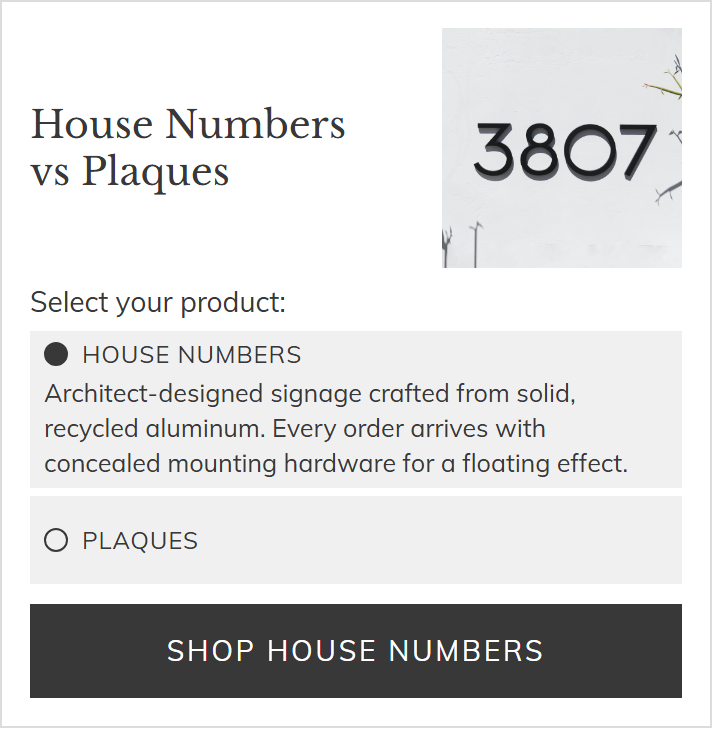 House Numbers
vs Plaques
3807
Select your product:
HOUSE NUMBERS
Architect-designed signage crafted from solid,
recycled aluminum. Every order arrives with
concealed mounting hardware for a floating effect.
PLAQUES
SHOP HOUSE NUMBERS